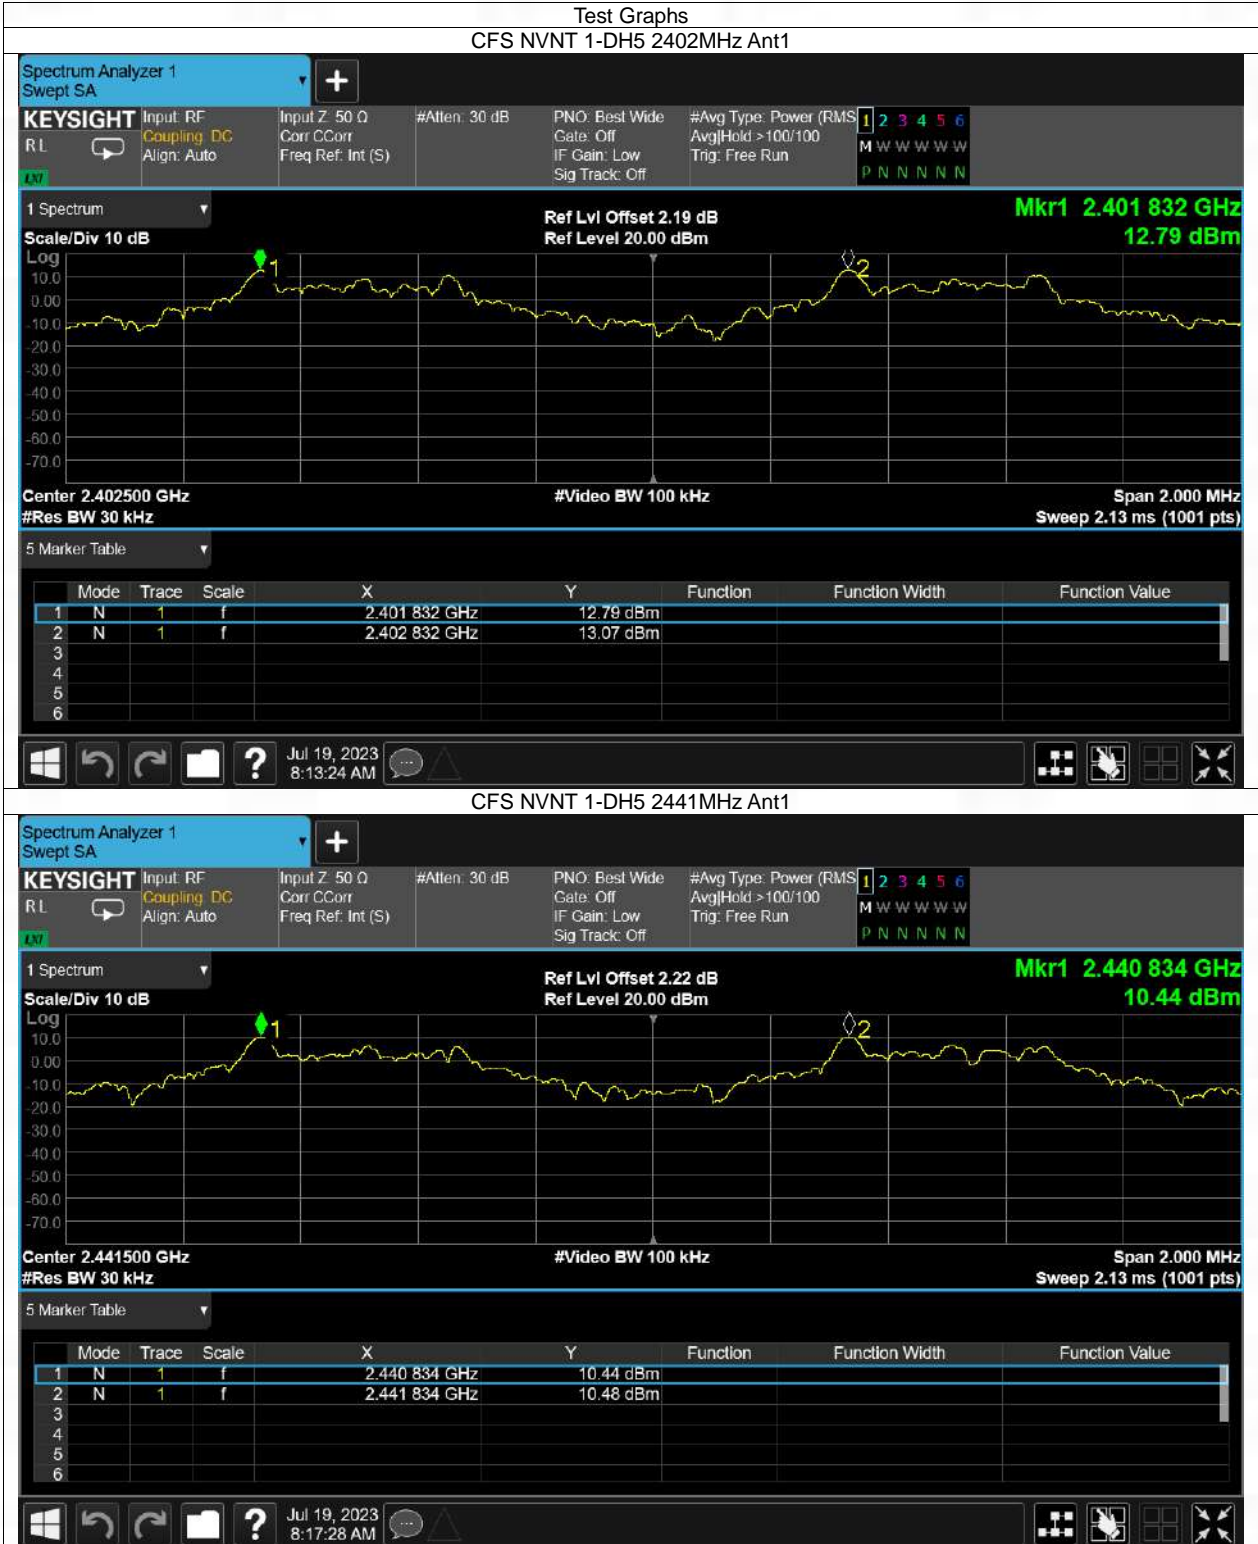 Test Graphs
CFS NVNT 1-DH5 2402MHz Ant1
Spectrum Analyzer 1
Swept SA
+
KEYSIGHT Input: RF Input Z: 50 Ω #Atten: 30 dB PNO: Best Wide #Avg Type: Power (RMS 1 2 3 4 5 6
RL Coupling: DC Corr CCorr Gate: Off Avg|Hold:>100/100 M W W W W W
Align: Auto Freq Ref: Int (S) IF Gain: Low Trig: Free Run
LXI Sig Track: Off P N N N N N
1 Spectrum Ref Lvl Offset 2.19 dB Mkr1 2.401 832 GHz
Scale/Div 10 dB Ref Level 20.00 dBm 12.79 dBm
Log
1 2
10.0
0.00
-10.0
-20.0
-30.0
-40.0
-50.0
-60.0
-70.0
Center 2.402500 GHz #Video BW 100 kHz Span 2.000 MHz
#Res BW 30 kHz Sweep 2.13 ms (1001 pts)
5 Marker Table
Mode Trace Scale X Y Function Function Width Function Value
1 N 1 f 2.401 832 GHz 12.79 dBm
2 N 1 f 2.402 832 GHz 13.07 dBm
3
4
5
6
? Jul 19, 2023
8:13:24 AM
CFS NVNT 1-DH5 2441MHz Ant1
Spectrum Analyzer 1
Swept SA
+
KEYSIGHT Input: RF Input Z: 50 Ω #Atten: 30 dB PNO: Best Wide #Avg Type: Power (RMS 1 2 3 4 5 6
RL Coupling: DC Corr CCorr Gate: Off Avg|Hold:>100/100 M W W W W W
Align: Auto Freq Ref: Int (S) IF Gain: Low Trig: Free Run
LXI Sig Track: Off P N N N N N
1 Spectrum Ref Lvl Offset 2.22 dB Mkr1 2.440 834 GHz
Scale/Div 10 dB Ref Level 20.00 dBm 10.44 dBm
Log
1 2
10.0
0.00
-10.0
-20.0
-30.0
-40.0
-50.0
-60.0
-70.0
Center 2.441500 GHz #Video BW 100 kHz Span 2.000 MHz
#Res BW 30 kHz Sweep 2.13 ms (1001 pts)
5 Marker Table
Mode Trace Scale X Y Function Function Width Function Value
1 N 1 f 2.440 834 GHz 10.44 dBm
2 N 1 f 2.441 834 GHz 10.48 dBm
3
4
5
6
? Jul 19, 2023
8:17:28 AM